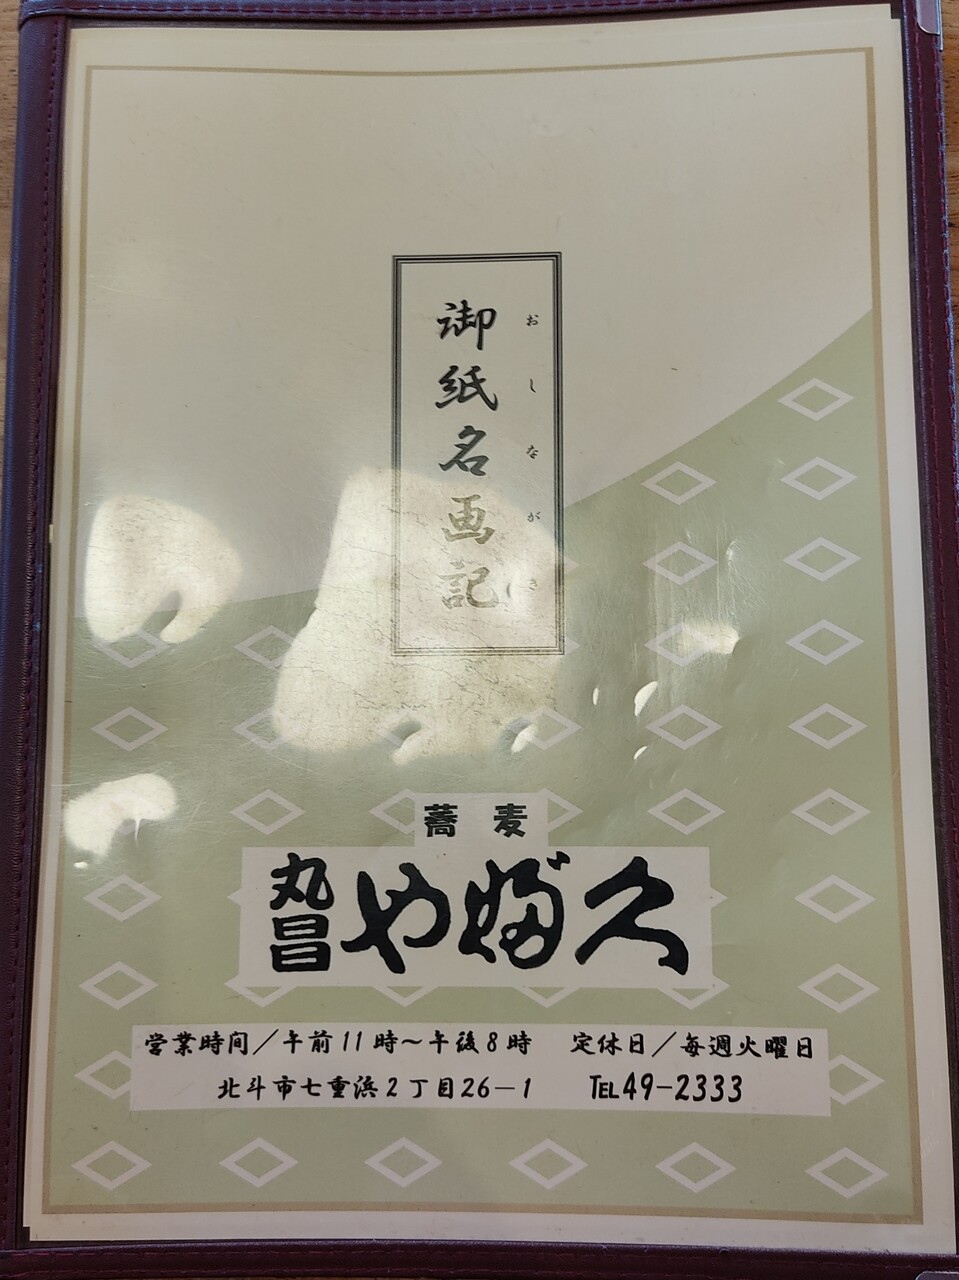 御紙名画記
おしながき
蕎麦
丸昌
やぶ久
営業時間／午前11時～午後8時　定休日／毎週火曜日
北斗市七重浜2丁目26－1　TEL49-2333